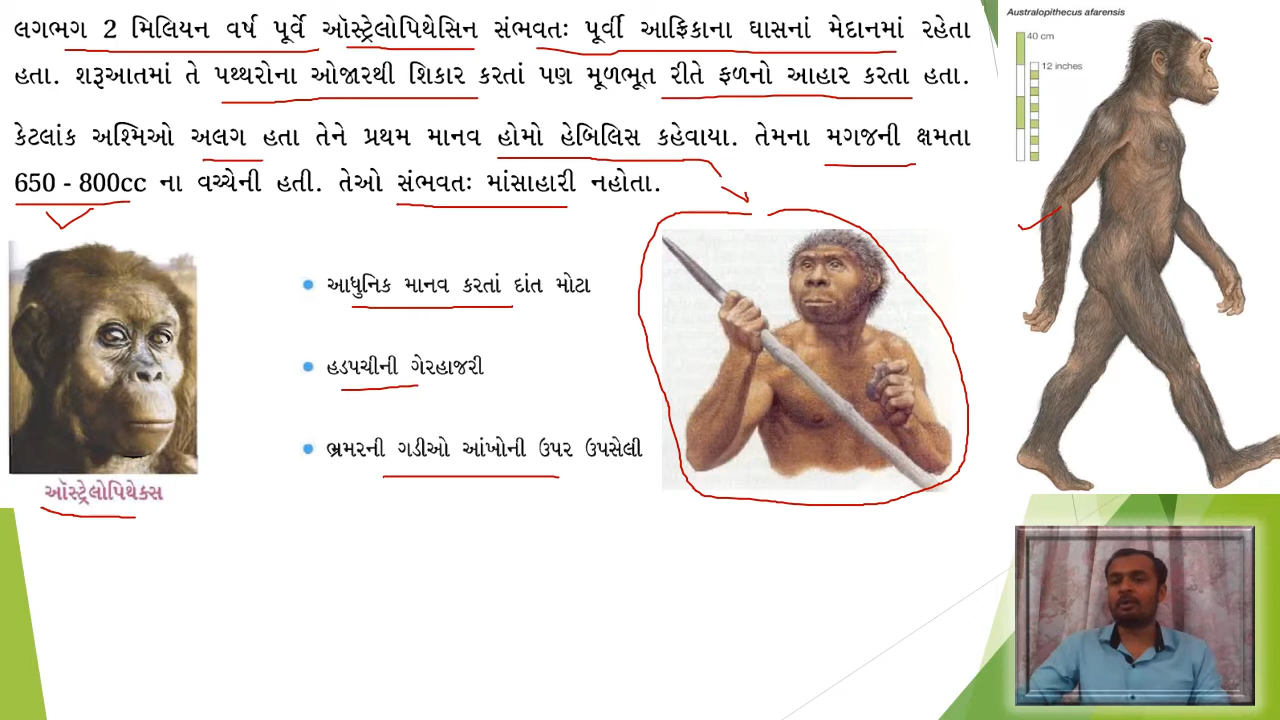 લગભગ 2 મિલિયન વર્ષ પૂર્વે ઑસ્ટ્રેલોપિથેસિન સંભવતઃ પૂર્વી આફ્રિકાના ઘાસનાં મેદાનમાં રહેતા
હતા. શરૂઆતમાં તે પથ્થરોના ઓજારથી શિકાર કરતાં પણ મૂળભૂત રીતે ફળનો આહાર કરતા હતા.
કેટલાંક અશ્મિઓ અલગ હતા તેને પ્રથમ માનવ હોમો હેબિલિસ કહેવાયા. તેમના મગજની ક્ષમતા
650 - 800cc ના વચ્ચેની હતી. તેઓ સંભવતઃ માંસાહારી નહોતા.
આધુનિક માનવ કરતાં દાંત મોટા
હડપચીની ગેરહાજરી
ભ્રમરની ગડીઓ આંખોની ઉપર ઉપસેલી
ઑસ્ટ્રેલોપિથેકસ
Australopithecus afarensis
40 cm
12 inches